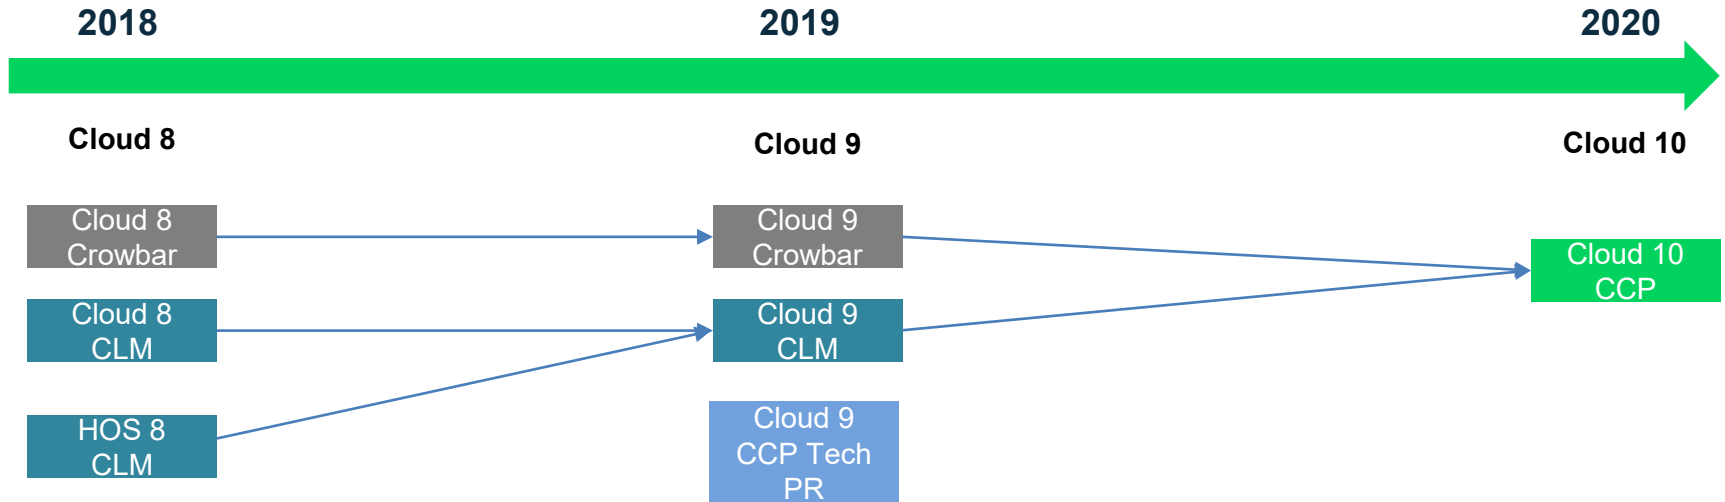 2018
2019
2020
Cloud 8
Cloud 9
Cloud 10
Cloud 8
Crowbar
Cloud 9
Crowbar
Cloud 10
CCP
Cloud 8
CLM
Cloud 9
CLM
HOS 8
CLM
Cloud 9
CCP Tech
PR